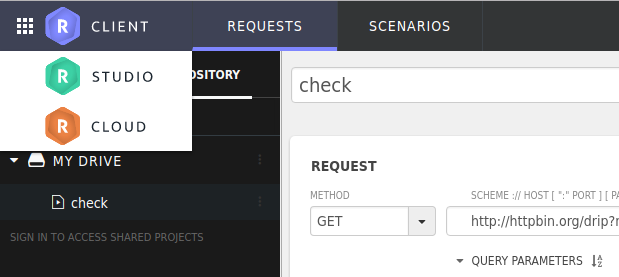 R CLIENT
REQUESTS
SCENARIOS
R STUDIO
R CLOUD
OSITORY
MY DRIVE
check
SIGN IN TO ACCESS SHARED PROJECTS
check
REQUEST
METHOD
SCHEME :// HOST [ ":" PORT ] [ PA
GET
http://httpbin.org/drip?n
QUERY PARAMETERS